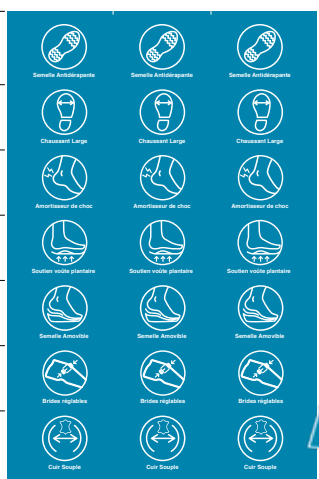 Semelle Antidérapante Semelle Antidérapante Semelle Antidérapante
Chaussant Large Chaussant Large Chaussant Large
Amortisseur de choc Amortisseur de choc Amortisseur de choc
Soutien voûte plantaire Soutien voûte plantaire Soutien voûte plantaire
Semelle Amovible Semelle Amovible Semelle Amovible
Brides réglables Brides réglables Brides réglables
Cuir Souple Cuir Souple Cuir Souple